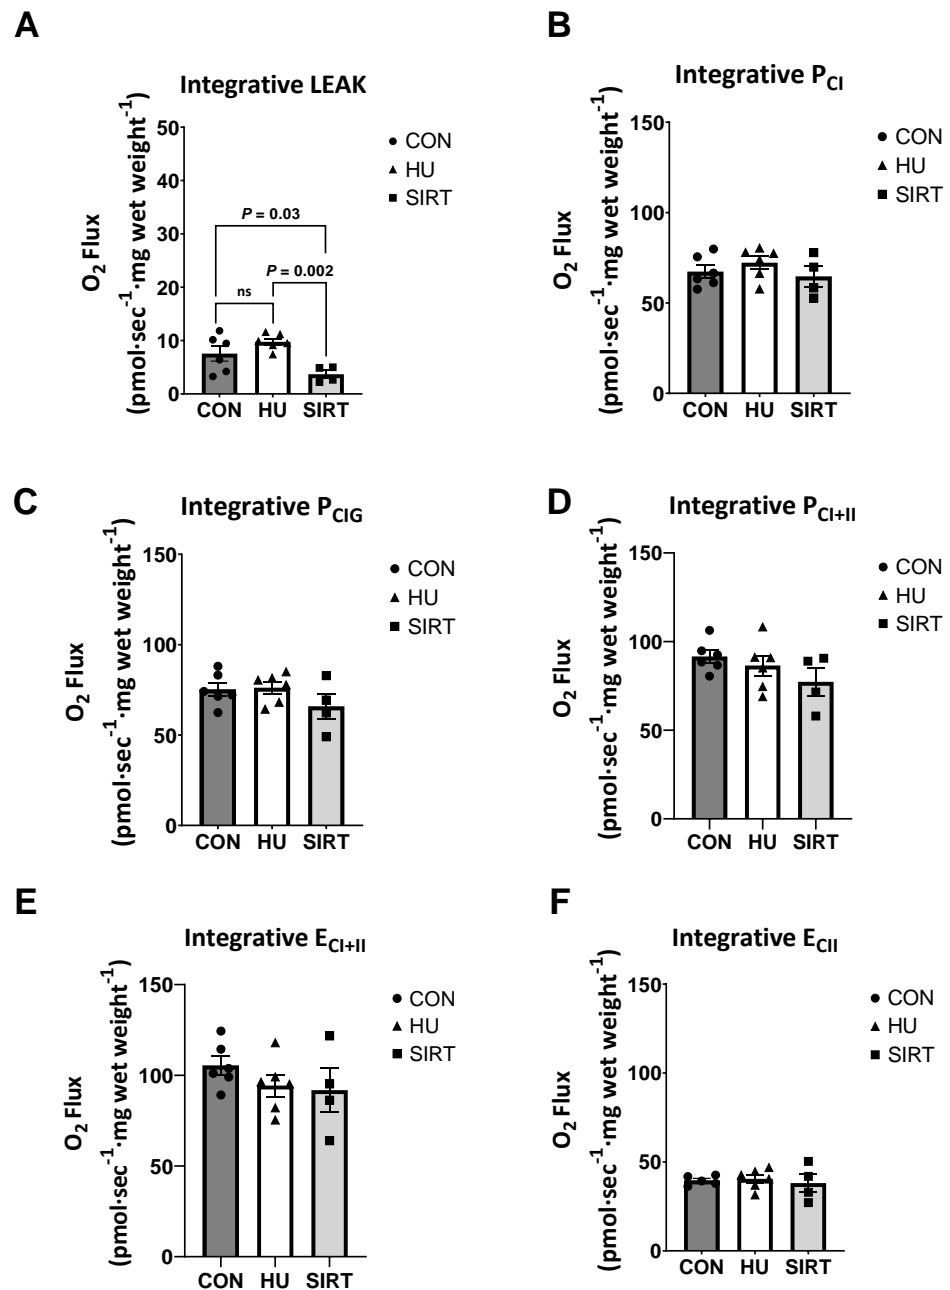 A
Integrative LEAK
O₂ Flux
(pmol·sec⁻¹·mg wet weight⁻¹)
50
40
30
20
10
0
P = 0.03
P = 0.002
ns
CON
HU
SIRT
CON HU SIRT
B
Integrative P_CI
O₂ Flux
(pmol·sec⁻¹·mg wet weight⁻¹)
150
100
50
0
CON
HU
SIRT
CON HU SIRT
C
Integrative P_CIG
O₂ Flux
(pmol·sec⁻¹·mg wet weight⁻¹)
150
100
50
0
CON
HU
SIRT
CON HU SIRT
D
Integrative P_CI+II
O₂ Flux
(pmol·sec⁻¹·mg wet weight⁻¹)
150
100
50
0
CON
HU
SIRT
CON HU SIRT
E
Integrative E_CI+II
O₂ Flux
(pmol·sec⁻¹·mg wet weight⁻¹)
150
100
50
0
CON
HU
SIRT
CON HU SIRT
F
Integrative E_CII
O₂ Flux
(pmol·sec⁻¹·mg wet weight⁻¹)
150
100
50
0
CON
HU
SIRT
CON HU SIRT